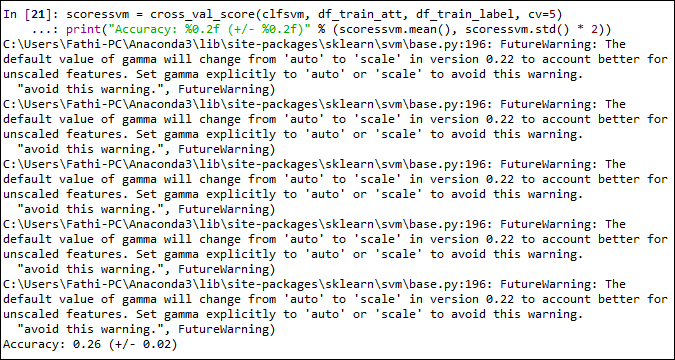 In [21]: scoressvm = cross_val_score(clfsvm, df_train_att, df_train_label, cv=5)
    ...: print("Accuracy: %0.2f (+/- %0.2f)" % (scoressvm.mean(), scoressvm.std() * 2))
C:\Users\Fathi-PC\Anaconda3\lib\site-packages\sklearn\svm\base.py:196: FutureWarning: The
default value of gamma will change from 'auto' to 'scale' in version 0.22 to account better for
unscaled features. Set gamma explicitly to 'auto' or 'scale' to avoid this warning.
  "avoid this warning.", FutureWarning)
C:\Users\Fathi-PC\Anaconda3\lib\site-packages\sklearn\svm\base.py:196: FutureWarning: The
default value of gamma will change from 'auto' to 'scale' in version 0.22 to account better for
unscaled features. Set gamma explicitly to 'auto' or 'scale' to avoid this warning.
  "avoid this warning.", FutureWarning)
C:\Users\Fathi-PC\Anaconda3\lib\site-packages\sklearn\svm\base.py:196: FutureWarning: The
default value of gamma will change from 'auto' to 'scale' in version 0.22 to account better for
unscaled features. Set gamma explicitly to 'auto' or 'scale' to avoid this warning.
  "avoid this warning.", FutureWarning)
C:\Users\Fathi-PC\Anaconda3\lib\site-packages\sklearn\svm\base.py:196: FutureWarning: The
default value of gamma will change from 'auto' to 'scale' in version 0.22 to account better for
unscaled features. Set gamma explicitly to 'auto' or 'scale' to avoid this warning.
  "avoid this warning.", FutureWarning)
C:\Users\Fathi-PC\Anaconda3\lib\site-packages\sklearn\svm\base.py:196: FutureWarning: The
default value of gamma will change from 'auto' to 'scale' in version 0.22 to account better for
unscaled features. Set gamma explicitly to 'auto' or 'scale' to avoid this warning.
  "avoid this warning.", FutureWarning)
Accuracy: 0.26 (+/- 0.02)